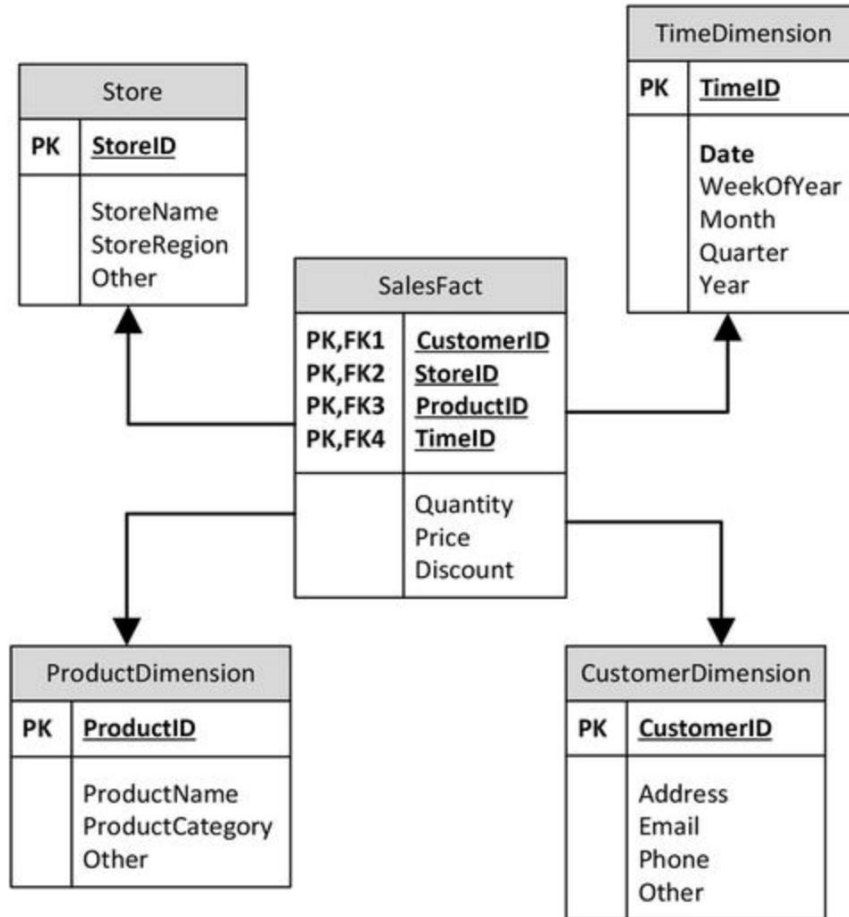 Store
PK StoreID
StoreName
StoreRegion
Other
TimeDimension
PK TimeID
Date
WeekOfYear
Month
Quarter
Year
SalesFact
PK,FK1 CustomerID
PK,FK2 StoreID
PK,FK3 ProductID
PK,FK4 TimeID
Quantity
Price
Discount
ProductDimension
PK ProductID
ProductName
ProductCategory
Other
CustomerDimension
PK CustomerID
Address
Email
Phone
Other